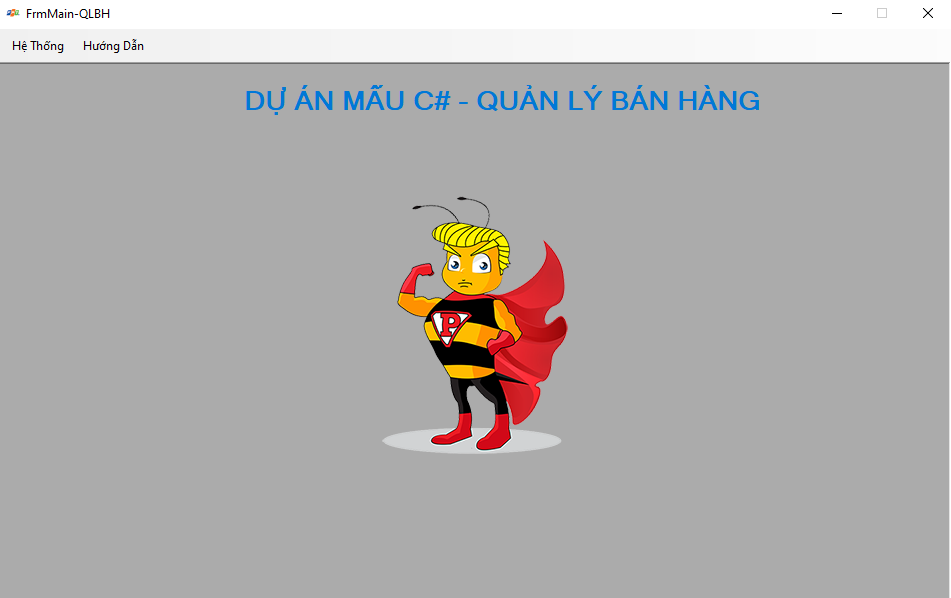 FrmMain-QLBH
Hệ Thống Hướng Dẫn
DỰ ÁN MẪU C# - QUẢN LÝ BÁN HÀNG
P